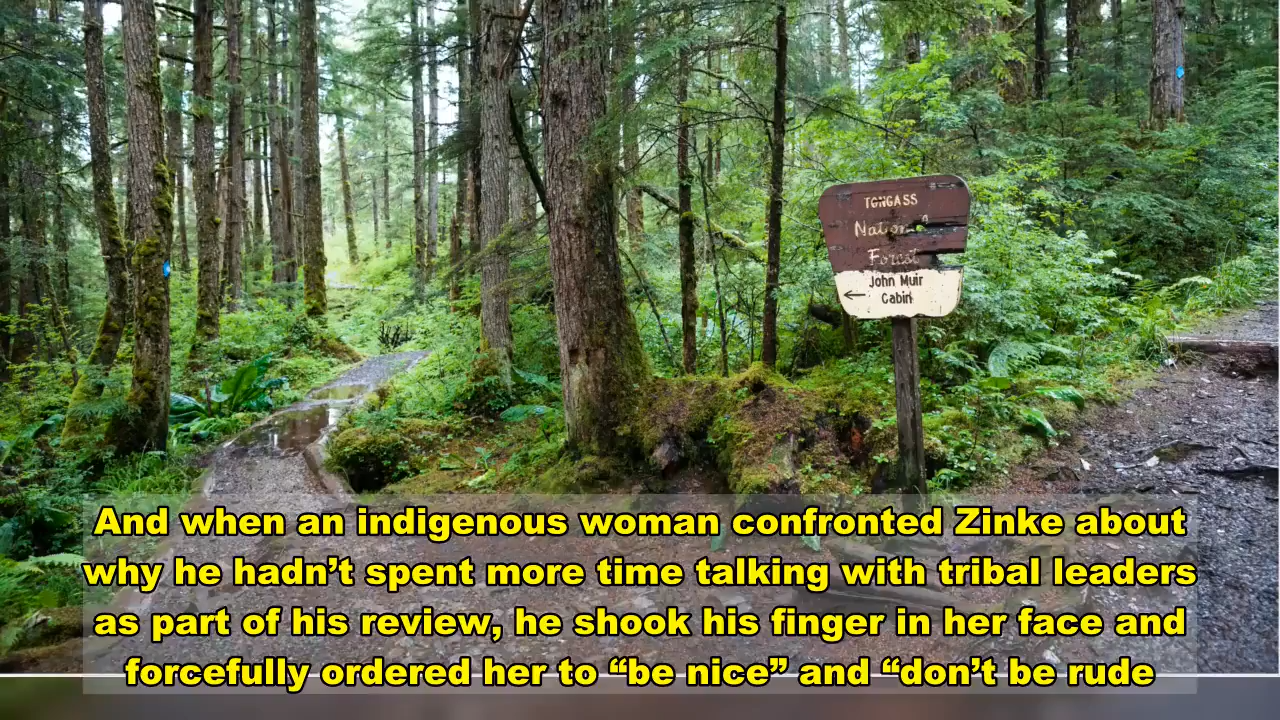 TONGASS
National
Forest
John Muir
Cabin
And when an indigenous woman confronted Zinke about
why he hadn’t spent more time talking with tribal leaders
as part of his review, he shook his finger in her face and
forcefully ordered her to “be nice” and “don’t be rude